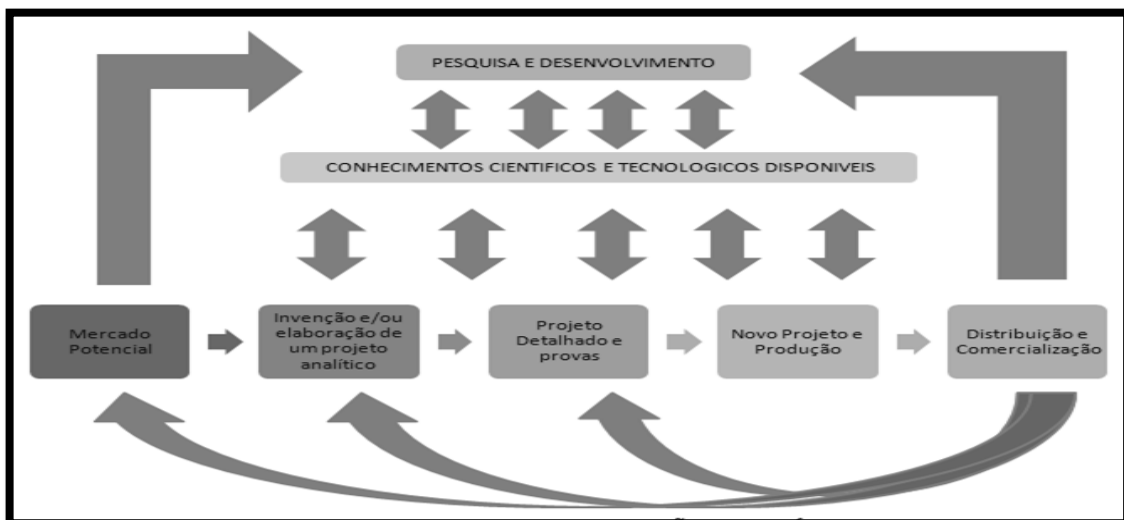 PESQUISA E DESENVOLVIMENTO
CONHECIMENTOS CIENTIFICOS E TECNOLOGICOS DISPONIVEIS
Mercado
Potencial
Invenção e/ou
elaboração de
um projeto
analítico
Projeto
Detalhado e
provas
Novo Projeto e
Produção
Distribuição e
Comercialização